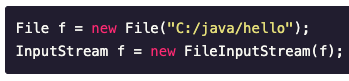 File f = new File("C:/java/hello");
InputStream f = new FileInputStream(f);